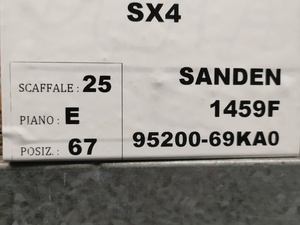 SX4
SCAFFALE : 25
PIANO : E
POSIZ. : 67
SANDEN
1459F
95200-69KA0